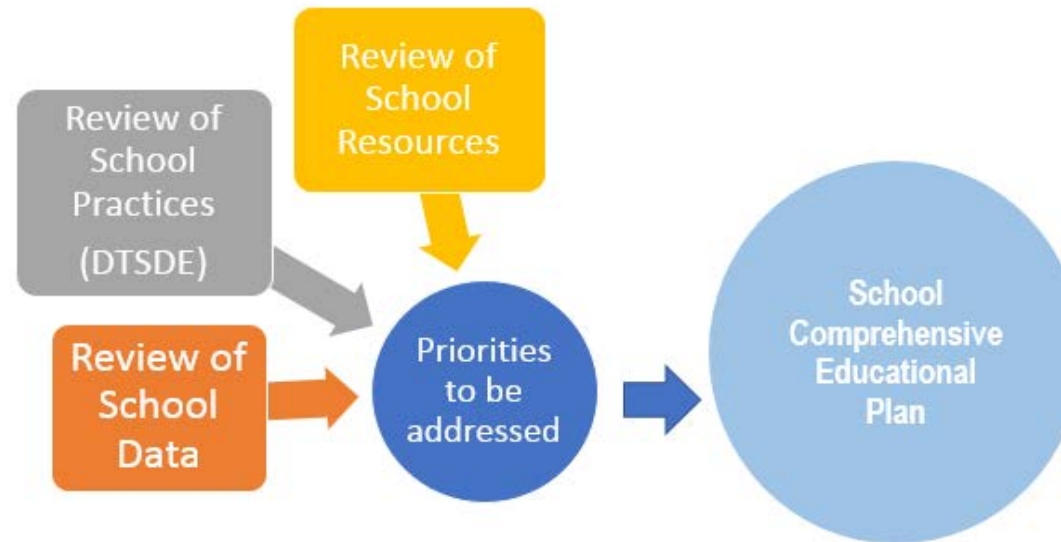 Review of
School
Resources
Review of
School
Practices
(DTSDE)
Review of
School
Data
Priorities
to be
addressed
School
Comprehensive
Educational
Plan